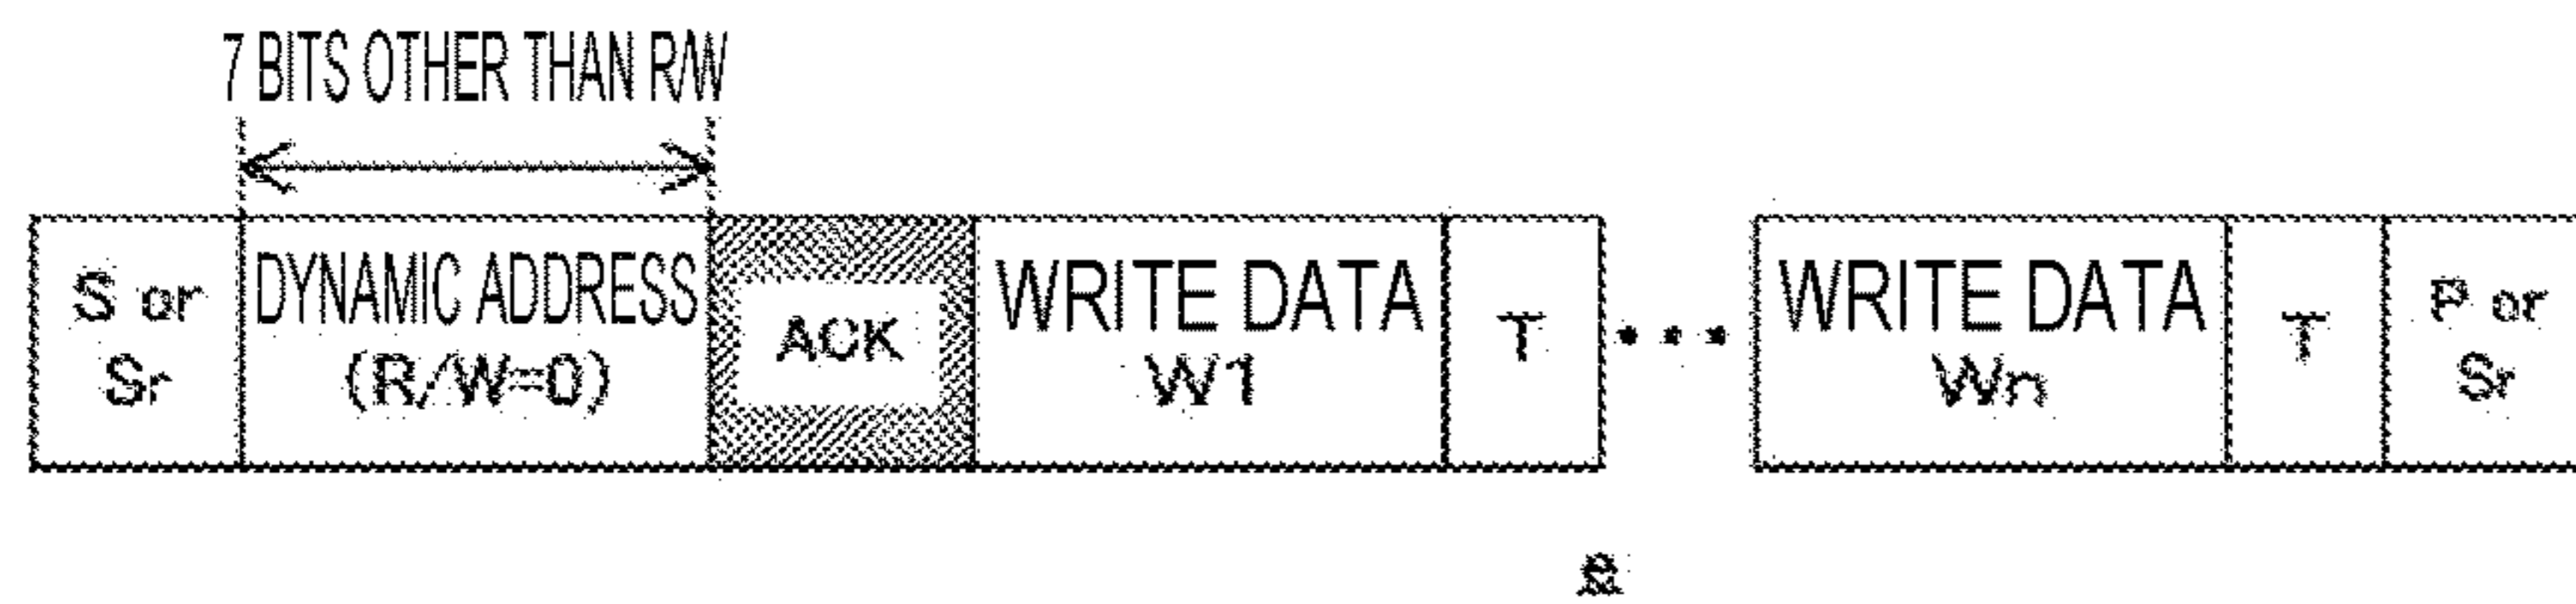 7 BITS OTHER THAN R/W
S or
Sr
DYNAMIC ADDRESS
(R/W=0)
ACK
WRITE DATA
W1
T
...
WRITE DATA
Wn
T
P or
Sr
a